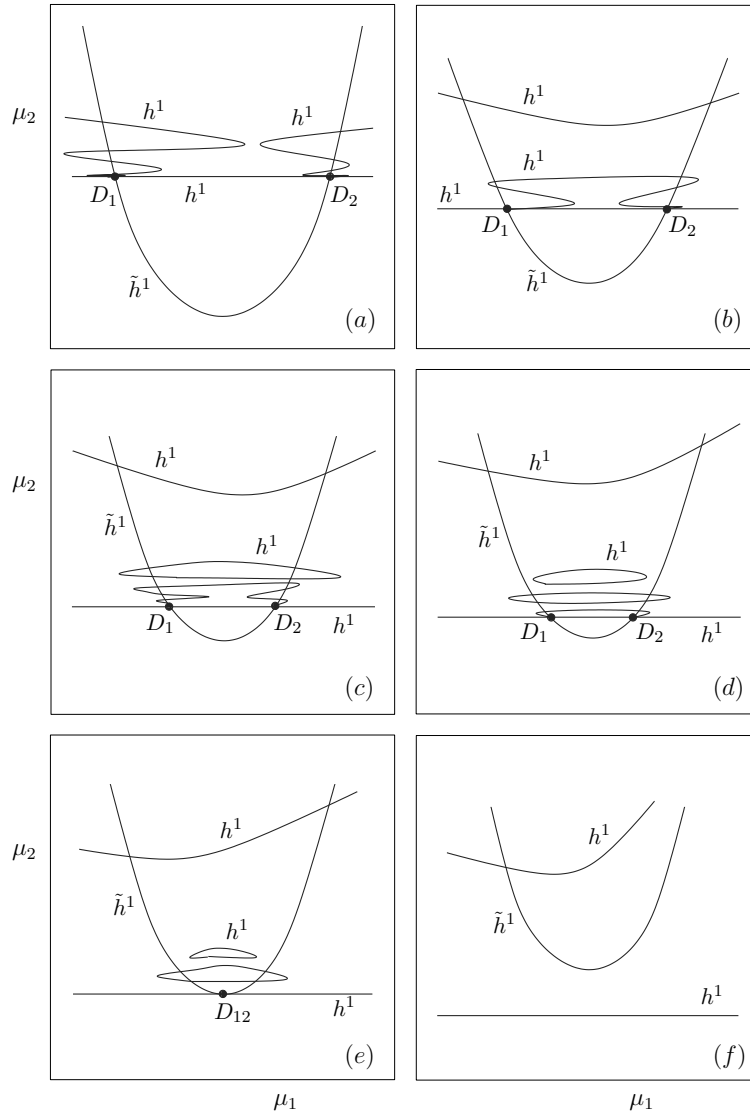 μ₂
h¹ h¹
D₁ h¹ D₂
h̃¹
(a)
h¹
h¹
h¹
D₁ D₂
h̃¹
(b)
μ₂
h¹
h̃¹
h¹
D₁ D₂ h¹
(c)
h¹
h̃¹ h¹
D₁ D₂ h¹
(d)
μ₂
h¹
h̃¹
h¹
D₁₂ h¹
(e)
h¹
h̃¹
h¹
(f)
μ₁ μ₁